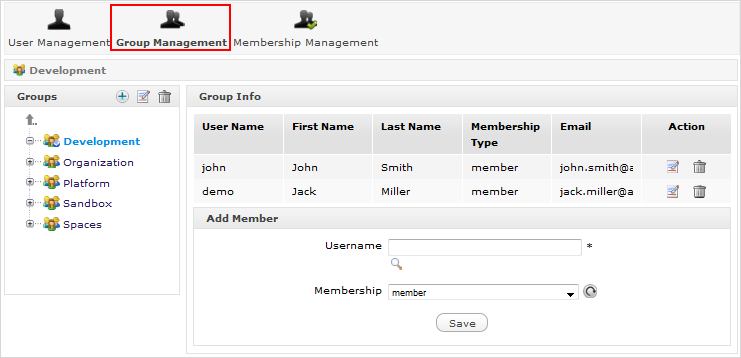 User Management Group Management Membership Management
Development
Groups
Development
Organization
Platform
Sandbox
Spaces
Group Info
User Name First Name Last Name Membership Type Email Action
john John Smith member john.smith@a
demo Jack Miller member jack.miller@a
Add Member
Username *
Membership member
Save